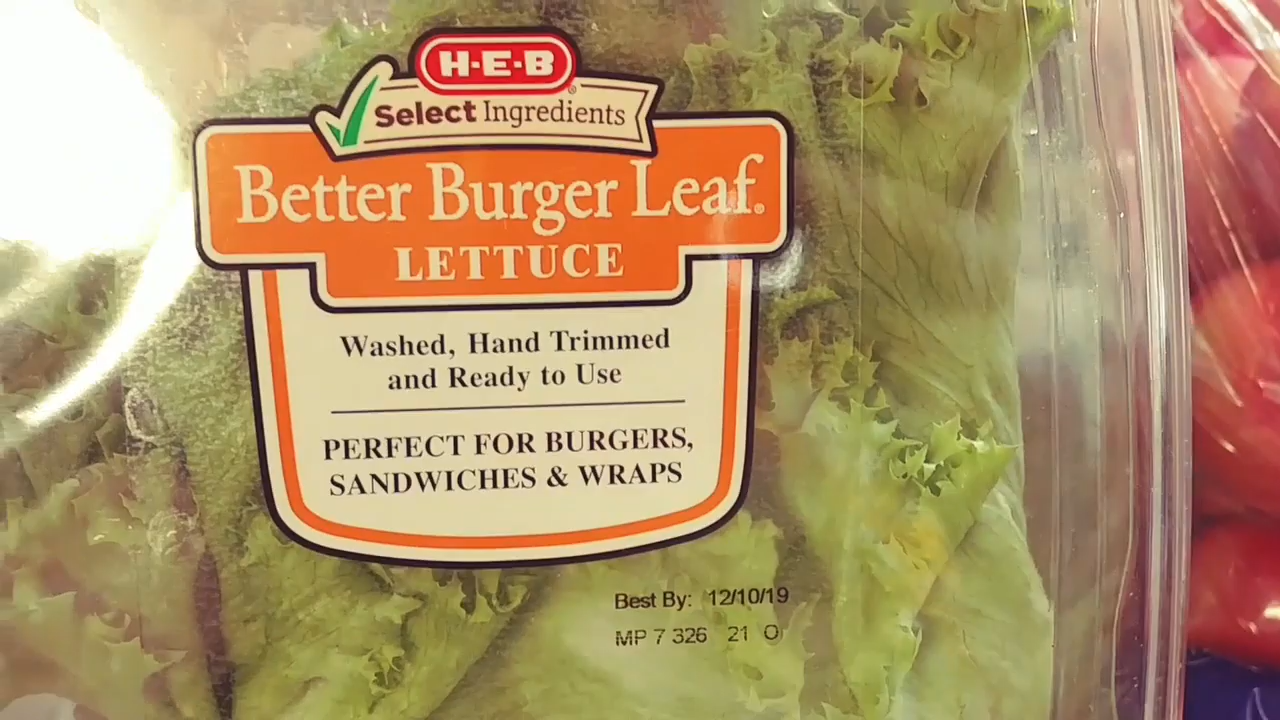 H-E-B
Select Ingredients
Better Burger Leaf®
LETTUCE
Washed, Hand Trimmed
and Ready to Use
PERFECT FOR BURGERS,
SANDWICHES & WRAPS
Best By: 12/10/19
MP 7 326 21 O